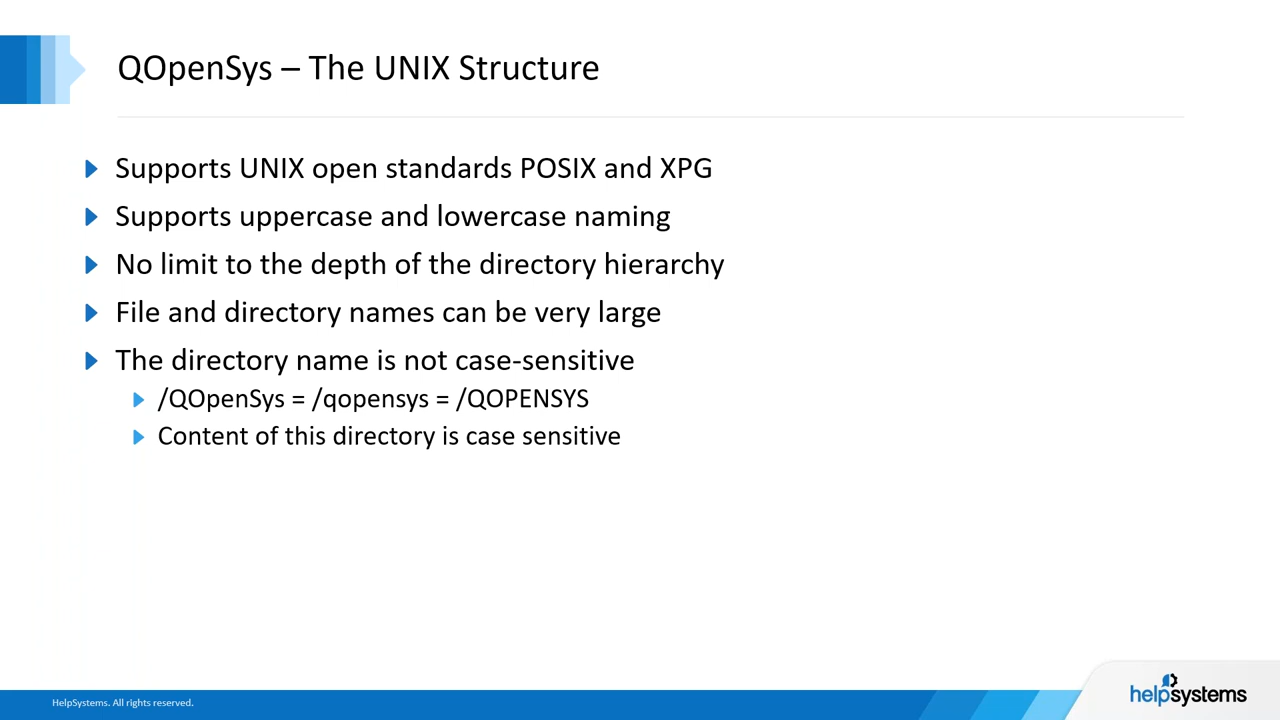 QOpenSys – The UNIX Structure
Supports UNIX open standards POSIX and XPG
Supports uppercase and lowercase naming
No limit to the depth of the directory hierarchy
File and directory names can be very large
The directory name is not case-sensitive
/QOpenSys = /qopensys = /QOPENSYS
Content of this directory is case sensitive
HelpSystems. All rights reserved.
helpsystems